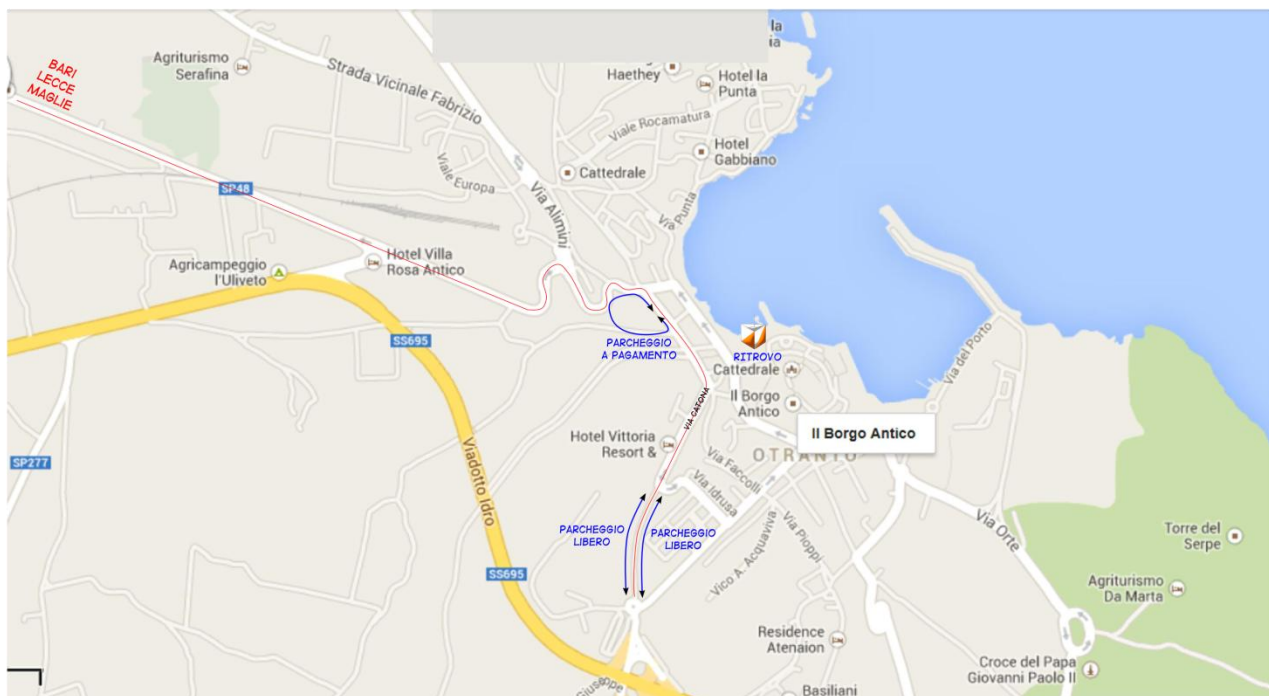 la
ia
Haethey
Hotel la
Punta
Agriturismo
Serafina
BARI
LECCE
MAGLIE
Strada Vicinale Fabrizio
Viale Rocamatura
Hotel
Gabbiano
Viale Europa
Cattedrale
SP48
Via Alimini
Via Punta
Hotel Villa
Rosa Antico
Agricampeggio
l'Uliveto
SS695
PARCHEGGIO
A PAGAMENTO
RITROVO
Cattedrale
Via del Porto
Il Borgo
Antico
VIA CATONA
Il Borgo Antico
Hotel Vittoria
Resort &
OTRANTO
SP277
Viadotto Idro
Via Faccolli
Via Idrusa
PARCHEGGIO
LIBERO
PARCHEGGIO
LIBERO
Via Pioppi
Via Orte
Torre del
Serpe
SS695
Vico A. Acquaviva
Agriturismo
Da Marta
Residence
Atenaion
Croce del Papa
Giovanni Paolo II
Giuseppe
Basiliani